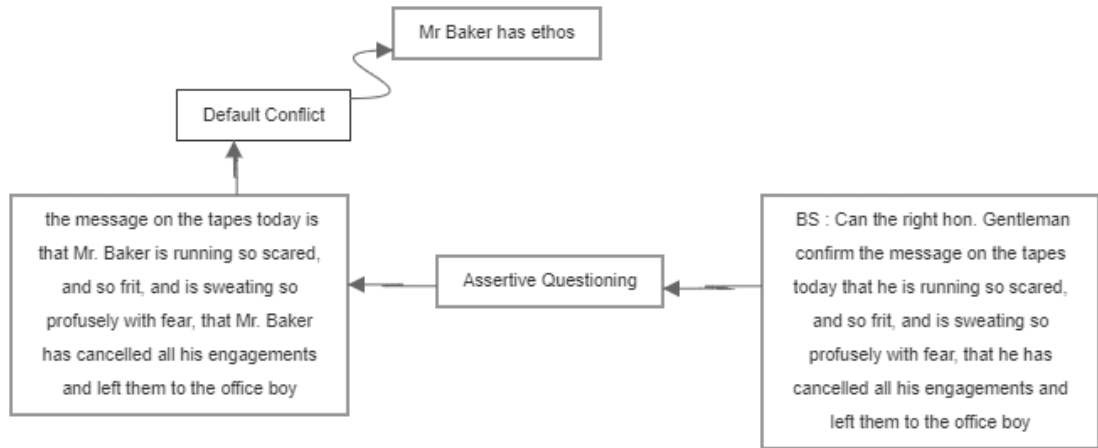 Mr Baker has ethos
Default Conflict
the message on the tapes today is
that Mr. Baker is running so scared,
and so frit, and is sweating so
profusely with fear, that Mr. Baker
has cancelled all his engagements
and left them to the office boy
Assertive Questioning
BS : Can the right hon. Gentleman
confirm the message on the tapes
today that he is running so scared,
and so frit, and is sweating so
profusely with fear, that he has
cancelled all his engagements and
left them to the office boy